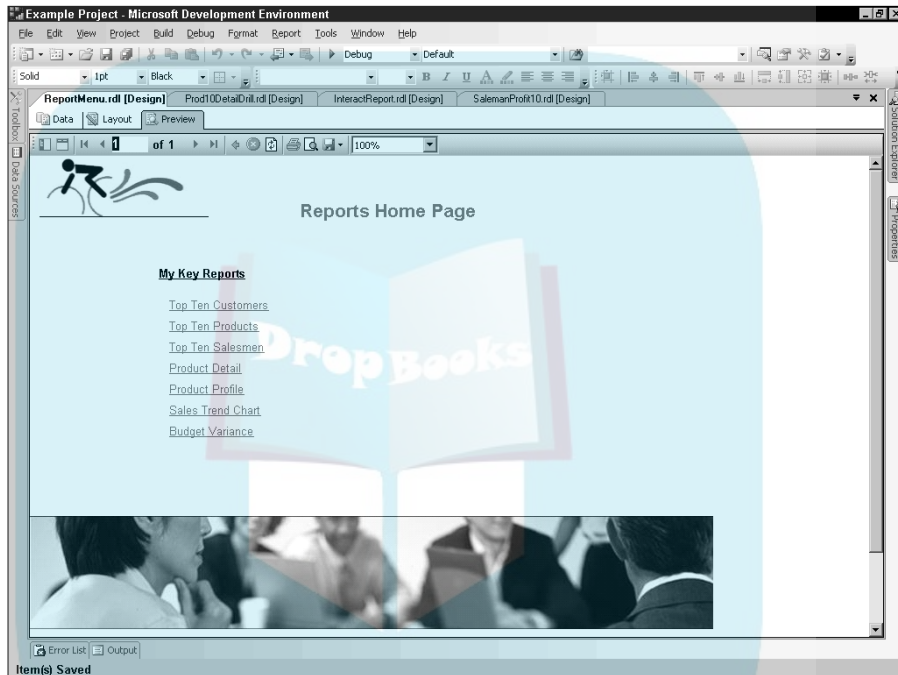 Example Project - Microsoft Development Environment
File Edit View Project Build Debug Format Report Tools Window Help
Debug Default
Solid 1pt Black B I U A
ReportMenu.rdl [Design] Prod10DetailDrill.rdl [Design] InteractReport.rdl [Design] SalemanProfit10.rdl [Design]
Data Layout Preview
1 of 1 100%
Toolbox
Data Sources
Solution Explorer
Properties
Reports Home Page
My Key Reports
Top Ten Customers
Top Ten Products
Top Ten Salesmen
Product Detail
Product Profile
Sales Trend Chart
Budget Variance
DropBooks
Error List Output
Item(s) Saved